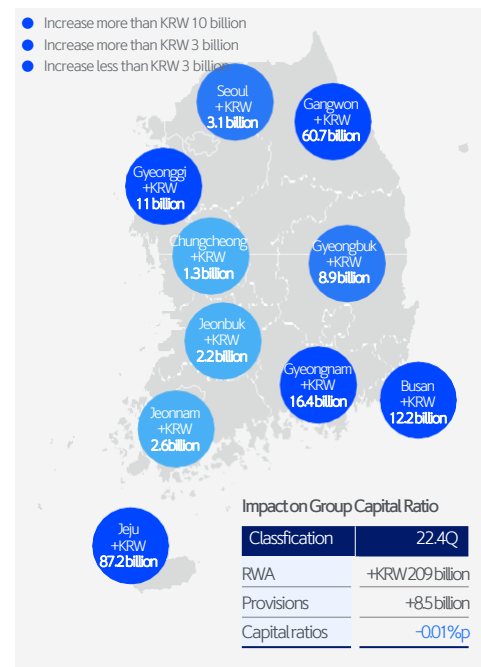 Increase more than KRW 10 billion
Increase more than KRW 3 billion
Increase less than KRW 3 billion
Seoul
+KRW
3.1 billion
Gangwon
+KRW
60.7 billion
Gyeonggi
+KRW
11 billion
Chungcheong
+KRW
1.3 billion
Gyeongbuk
+KRW
8.9 billion
Jeonbuk
+KRW
2.2 billion
Gyeongnam
+KRW
16.4 billion
Busan
+KRW
12.2 billion
Jeonnam
+KRW
2.6 billion
Jeju
+KRW
87.2 billion
Impact on Group Capital Ratio
Classfication 22.4Q
RWA +KRW 209 billion
Provisions +8.5 billion
Capital ratios -0.01%p